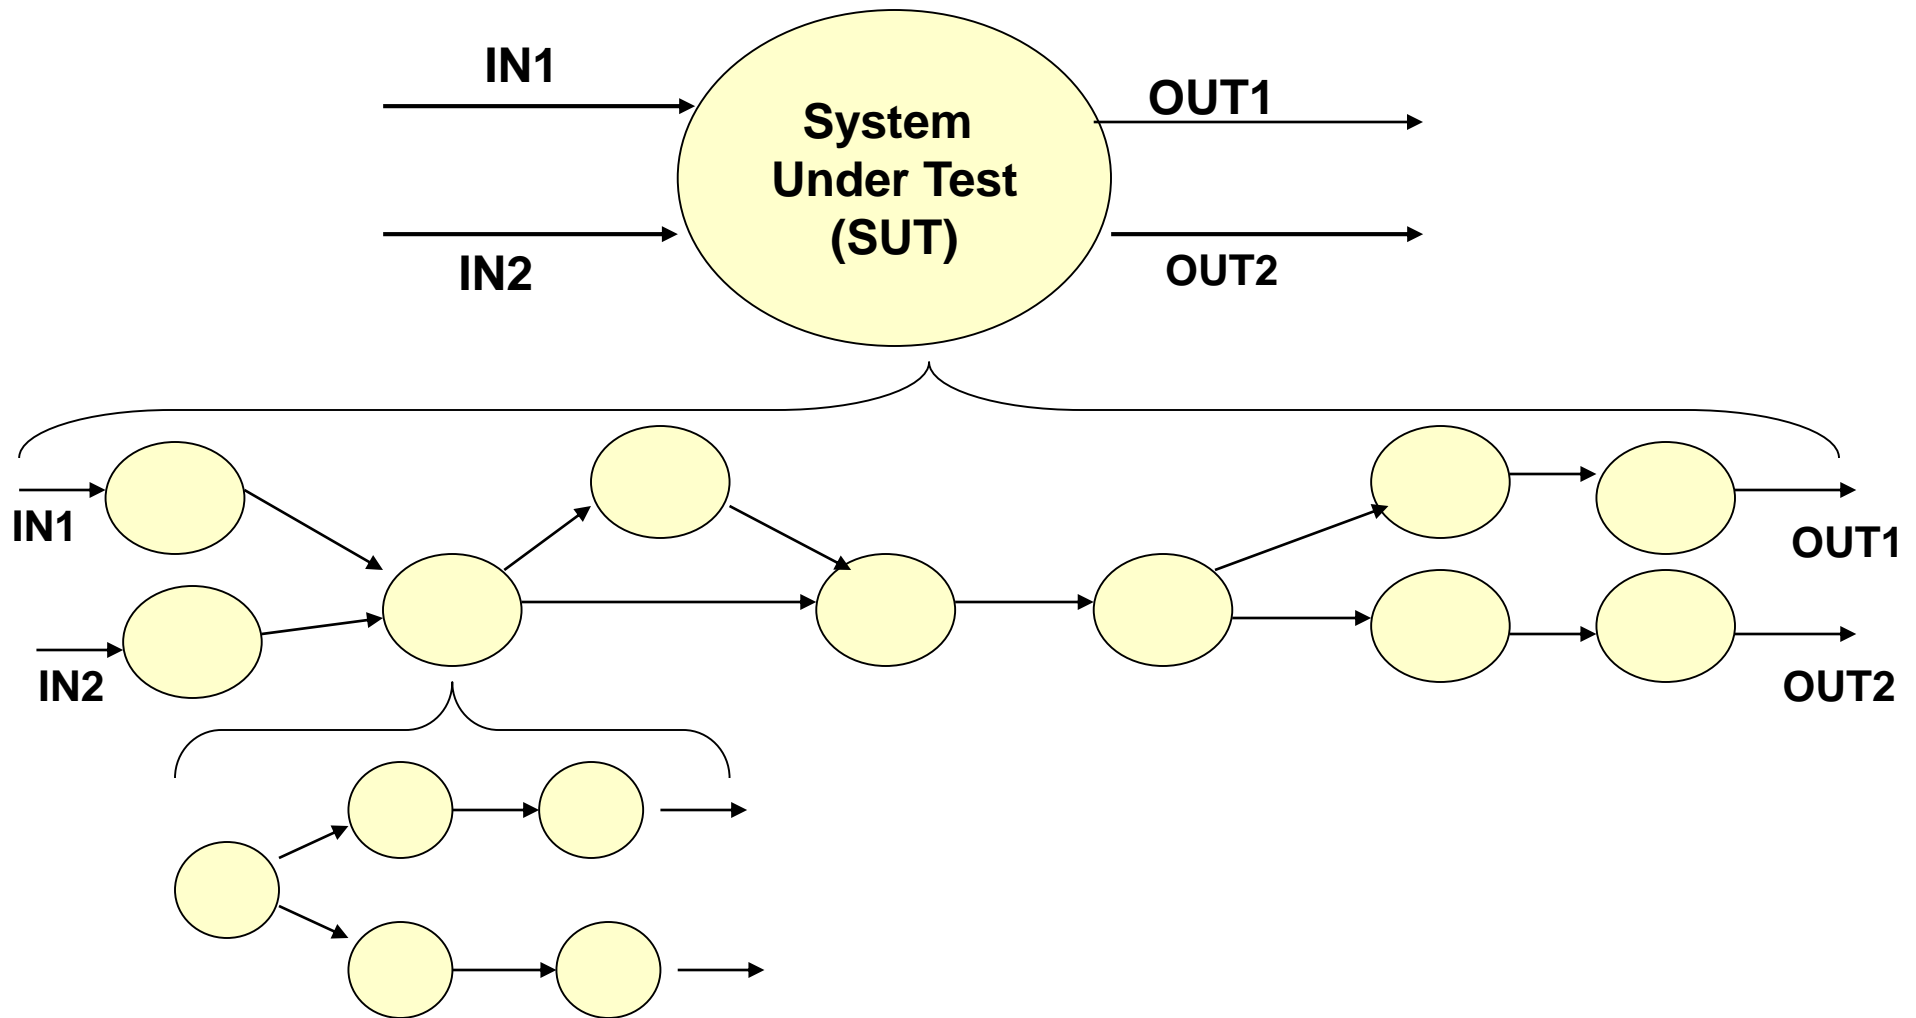 IN1
OUT1
System
Under Test
(SUT)
IN2
OUT2
IN1
OUT1
IN2
OUT2